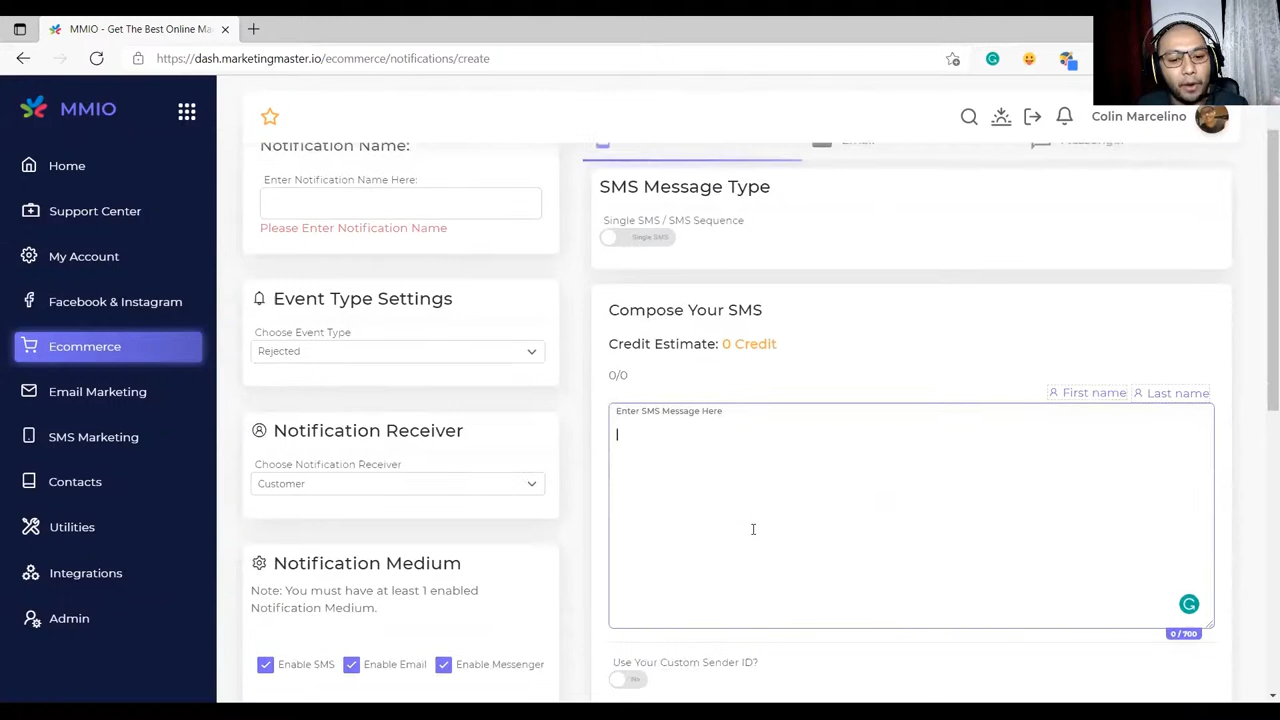 MMIO - Get The Best Online Ma
https://dash.marketingmaster.io/ecommerce/notifications/create
MMIO
Colin Marcelino
Home
Support Center
My Account
Facebook & Instagram
Ecommerce
Email Marketing
SMS Marketing
Contacts
Utilities
Integrations
Admin
Notification Name:
Enter Notification Name Here:
Please Enter Notification Name
Event Type Settings
Choose Event Type
Rejected
Notification Receiver
Choose Notification Receiver
Customer
Notification Medium
Note: You must have at least 1 enabled
Notification Medium.
Enable SMS
Enable Email
Enable Messenger
SMS Message Type
Single SMS / SMS Sequence
Single SMS
Compose Your SMS
Credit Estimate: 0 Credit
0/0
First name
Last name
Enter SMS Message Here
0 / 700
Use Your Custom Sender ID?
No